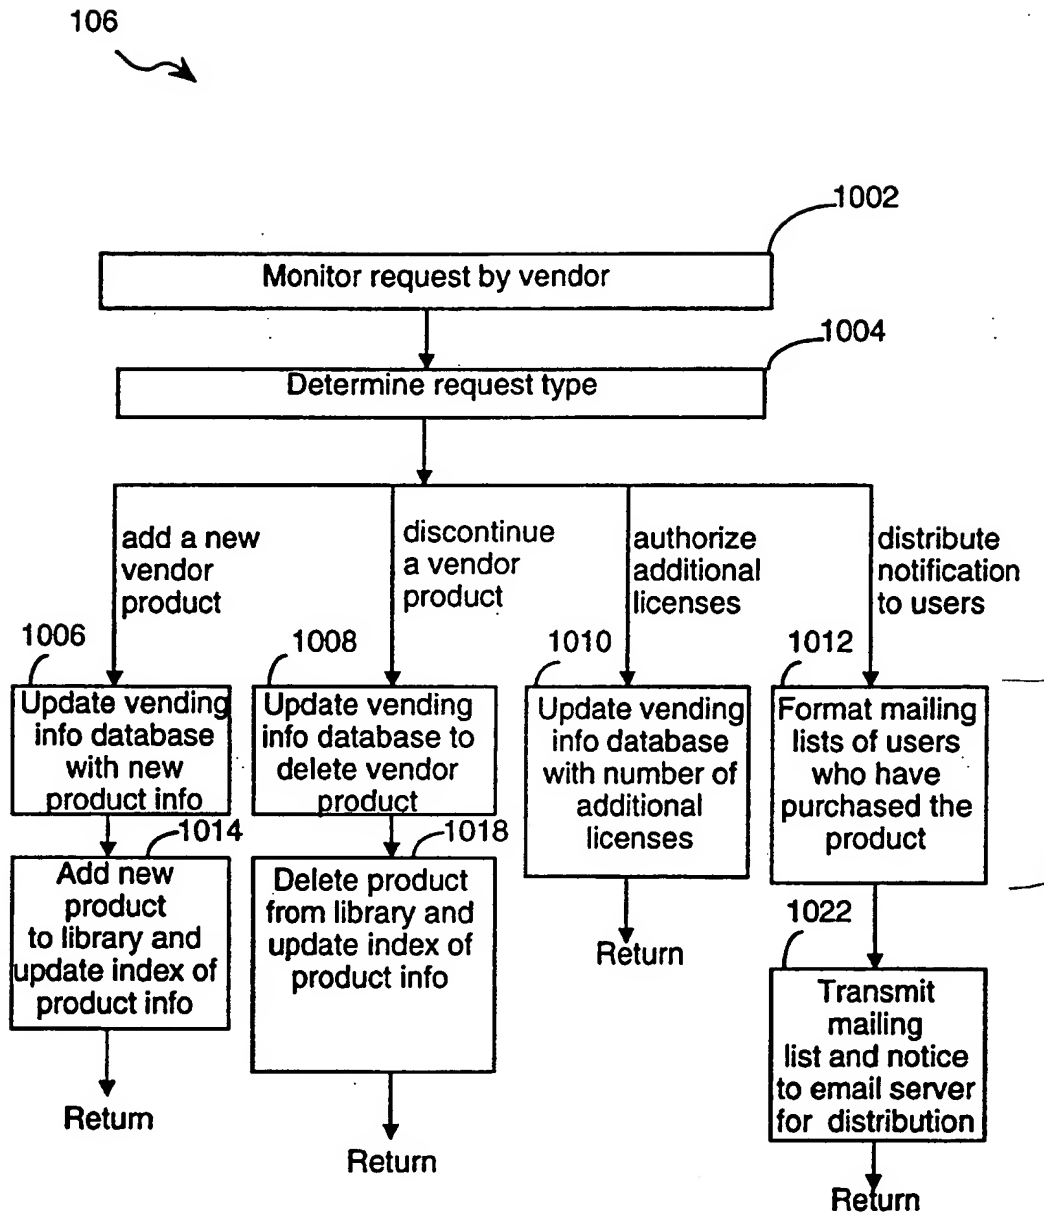 106
1002
Monitor request by vendor
1004
Determine request type
add a new
vendor
product
discontinue
a vendor
product
authorize
additional
licenses
distribute
notification
to users
1006
Update vending
info database
with new
product info
1008
Update vending
info database to
delete vendor
product
1010
Update vending
info database
with number of
additional
licenses
1012
Format mailing
lists of users
who have
purchased the
product
1014
Add new
product
to library and
update index of
product info
1018
Delete product
from library and
update index of
product info
Return
1022
Transmit
mailing
list and notice
to email server
for distribution
Return
Return
Return